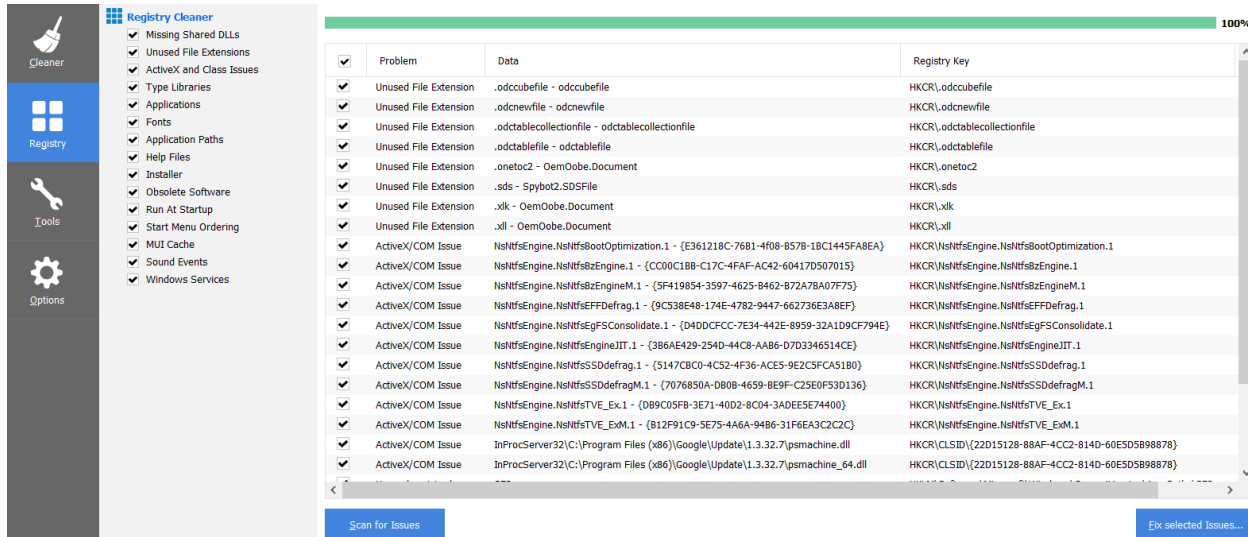 Cleaner
Registry
Tools
Options
Registry Cleaner
Missing Shared DLLs
Unused File Extensions
ActiveX and Class Issues
Type Libraries
Applications
Fonts
Application Paths
Help Files
Installer
Obsolete Software
Run At Startup
Start Menu Ordering
MUI Cache
Sound Events
Windows Services
100%
Problem Data Registry Key
Unused File Extension .odccubefile - odccubefile HKCR\.odccubefile
Unused File Extension .odcnewfile - odcnewfile HKCR\.odcnewfile
Unused File Extension .odctablecollectionfile - odctablecollectionfile HKCR\.odctablecollectionfile
Unused File Extension .odctablefile - odctablefile HKCR\.odctablefile
Unused File Extension .onetoc2 - OemOobe.Document HKCR\.onetoc2
Unused File Extension .sds - Spybot2.SDSFile HKCR\.sds
Unused File Extension .xlk - OemOobe.Document HKCR\.xlk
Unused File Extension .xll - OemOobe.Document HKCR\.xll
ActiveX/COM Issue NsNtfsEngine.NsNtfsBootOptimization.1 - {E361218C-76B1-4f08-B57B-1BC1445FA8EA} HKCR\NsNtfsEngine.NsNtfsBootOptimization.1
ActiveX/COM Issue NsNtfsEngine.NsNtfsBzEngine.1 - {CC00C1BB-C17C-4FAF-AC42-60417D507015} HKCR\NsNtfsEngine.NsNtfsBzEngine.1
ActiveX/COM Issue NsNtfsEngine.NsNtfsBzEngineM.1 - {5F419854-3597-4625-B462-B72A7BA07F75} HKCR\NsNtfsEngine.NsNtfsBzEngineM.1
ActiveX/COM Issue NsNtfsEngine.NsNtfsEFFDefrag.1 - {9C538E48-174E-4782-9447-662736E3A8EF} HKCR\NsNtfsEngine.NsNtfsEFFDefrag.1
ActiveX/COM Issue NsNtfsEngine.NsNtfsEgFSConsolidate.1 - {D4DDCFCC-7E34-442E-8959-32A1D9CF794E} HKCR\NsNtfsEngine.NsNtfsEgFSConsolidate.1
ActiveX/COM Issue NsNtfsEngine.NsNtfsEngineJIT.1 - {3B6AE429-254D-44C8-AAB6-D7D3346514CE} HKCR\NsNtfsEngine.NsNtfsEngineJIT.1
ActiveX/COM Issue NsNtfsEngine.NsNtfsSSDdefrag.1 - {5147CBC0-4C52-4F36-ACE5-9E2C5FCA51B0} HKCR\NsNtfsEngine.NsNtfsSSDdefrag.1
ActiveX/COM Issue NsNtfsEngine.NsNtfsSSDdefragM.1 - {7076850A-DB0B-4659-BE9F-C25E0F53D136} HKCR\NsNtfsEngine.NsNtfsSSDdefragM.1
ActiveX/COM Issue NsNtfsEngine.NsNtfsTVE_Ex.1 - {DB9C05FB-3E71-40D2-8C04-3ADEE5E74400} HKCR\NsNtfsEngine.NsNtfsTVE_Ex.1
ActiveX/COM Issue NsNtfsEngine.NsNtfsTVE_ExM.1 - {B12F91C9-5E75-4A6A-94B6-31F6EA3C2C2C} HKCR\NsNtfsEngine.NsNtfsTVE_ExM.1
ActiveX/COM Issue InProcServer32\C:\Program Files (x86)\Google\Update\1.3.32.7\psmachine.dll HKCR\CLSID\{22D15128-88AF-4CC2-814D-60E5D5B98878}
ActiveX/COM Issue InProcServer32\C:\Program Files (x86)\Google\Update\1.3.32.7\psmachine_64.dll HKCR\CLSID\{22D15128-88AF-4CC2-814D-60E5D5B98878}
Scan for Issues
Fix selected Issues...